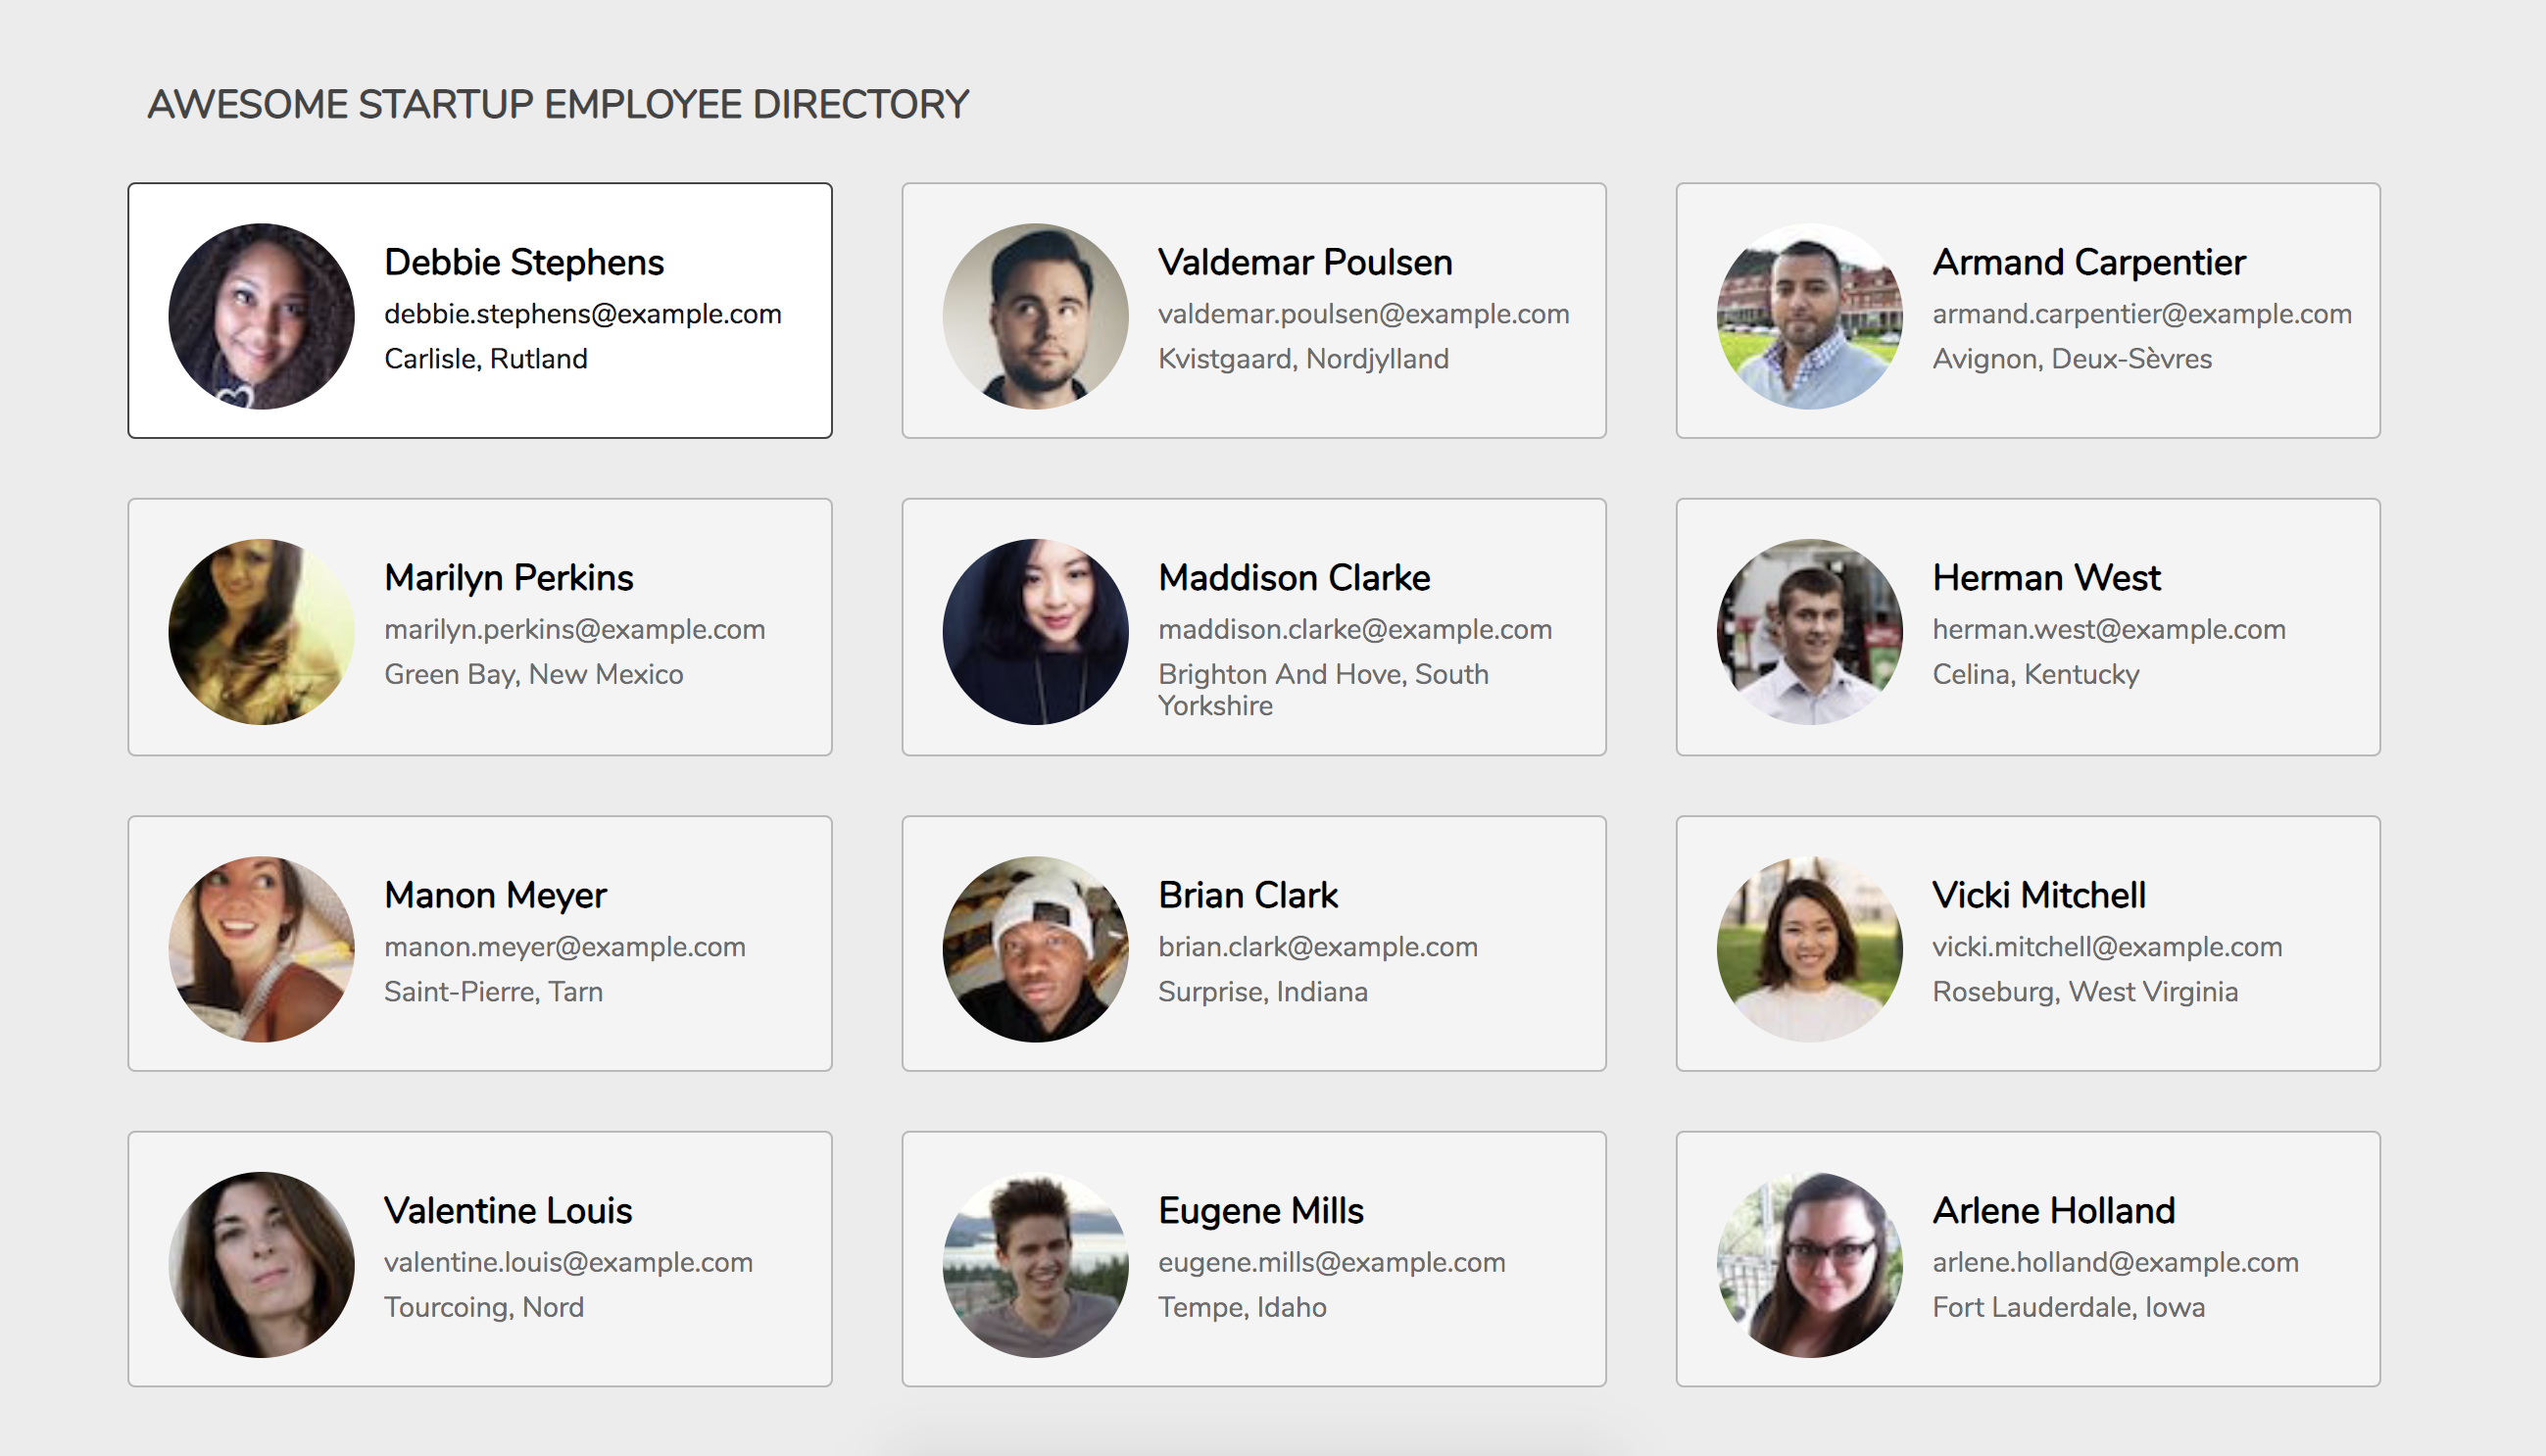 AWESOME STARTUP EMPLOYEE DIRECTORY
Debbie Stephens
debbie.stephens@example.com
Carlisle, Rutland
Valdemar Poulsen
valdemar.poulsen@example.com
Kvistgaard, Nordjylland
Armand Carpentier
armand.carpentier@example.com
Avignon, Deux-Sèvres
Marilyn Perkins
marilyn.perkins@example.com
Green Bay, New Mexico
Maddison Clarke
maddison.clarke@example.com
Brighton And Hove, South
Yorkshire
Herman West
herman.west@example.com
Celina, Kentucky
Manon Meyer
manon.meyer@example.com
Saint-Pierre, Tarn
Brian Clark
brian.clark@example.com
Surprise, Indiana
Vicki Mitchell
vicki.mitchell@example.com
Roseburg, West Virginia
Valentine Louis
valentine.louis@example.com
Tourcoing, Nord
Eugene Mills
eugene.mills@example.com
Tempe, Idaho
Arlene Holland
arlene.holland@example.com
Fort Lauderdale, Iowa